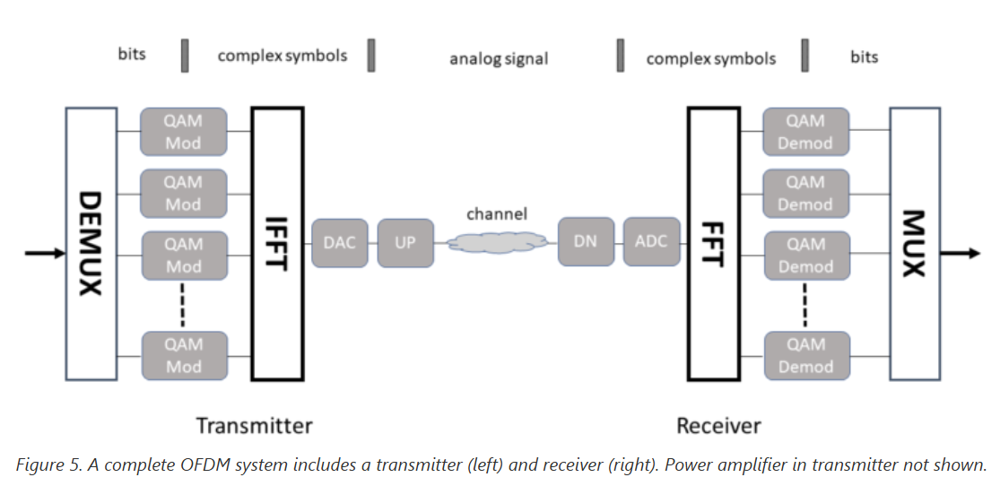 bits
complex symbols
analog signal
complex symbols
bits
DEMUX
QAM
Mod
QAM
Mod
QAM
Mod
QAM
Mod
IFFT
DAC
UP
channel
DN
ADC
FFT
QAM
Demod
QAM
Demod
QAM
Demod
QAM
Demod
MUX
Transmitter
Receiver
Figure 5. A complete OFDM system includes a transmitter (left) and receiver (right). Power amplifier in transmitter not shown.